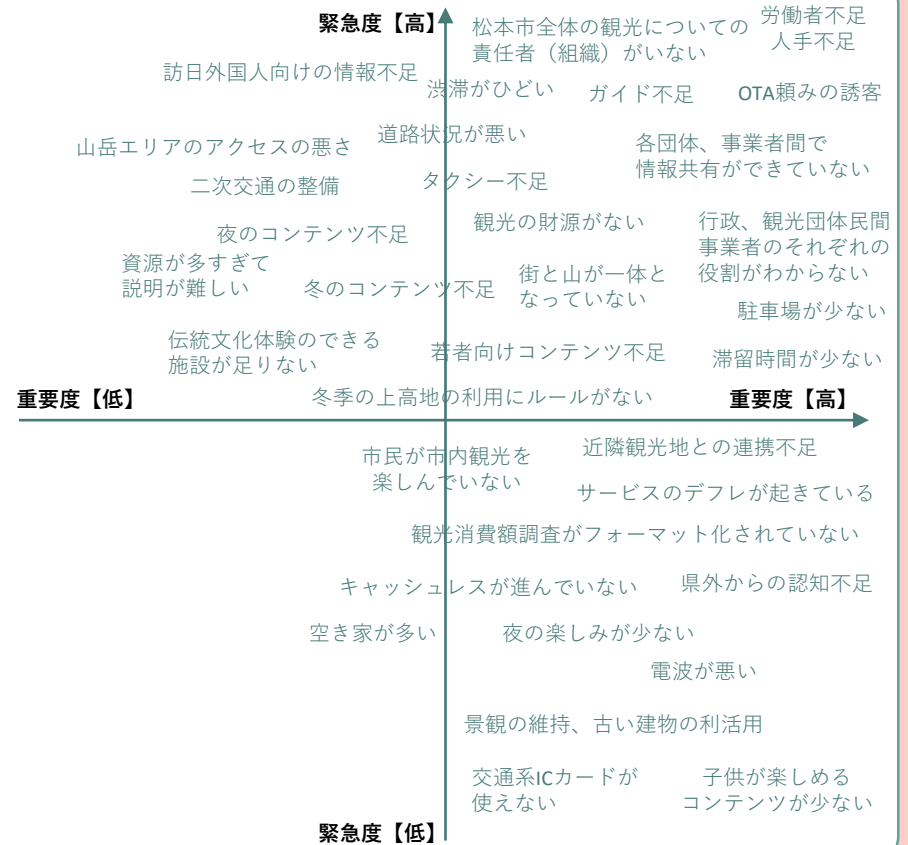 緊急度【高】
松本市全体の観光についての
責任者（組織）がいない
労働者不足
人手不足
訪日外国人向けの情報不足
渋滞がひどい
ガイド不足
OTA頼みの誘客
道路状況が悪い
山岳エリアのアクセスの悪さ
各団体、事業者間で
情報共有ができていない
二次交通の整備
タクシー不足
観光の財源がない
行政、観光団体民間
事業者のそれぞれの
役割がわからない
夜のコンテンツ不足
資源が多すぎて
説明が難しい
冬のコンテンツ不足
街と山が一体と
なっていない
駐車場が少ない
伝統文化体験のできる
施設が足りない
若者向けコンテンツ不足
滞留時間が少ない
重要度【低】
冬季の上高地の利用にルールがない
重要度【高】
市民が市内観光を
楽しんでいない
近隣観光地との連携不足
サービスのデフレが起きている
観光消費額調査がフォーマット化されていない
キャッシュレスが進んでいない
県外からの認知不足
空き家が多い
夜の楽しみが少ない
電波が悪い
景観の維持、古い建物の利活用
交通系ICカードが
使えない
子供が楽しめる
コンテンツが少ない
緊急度【低】